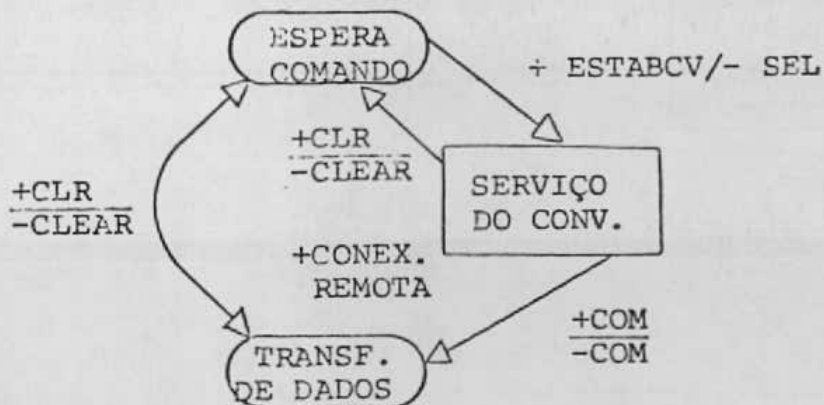 ESPERA
COMANDO
+ ESTABCV/- SEL
+CLR
-CLEAR
SERVIÇO
DO CONV.
+CLR
-CLEAR
+CONEX.
REMOTA
+COM
-COM
TRANSF.
DE DADOS